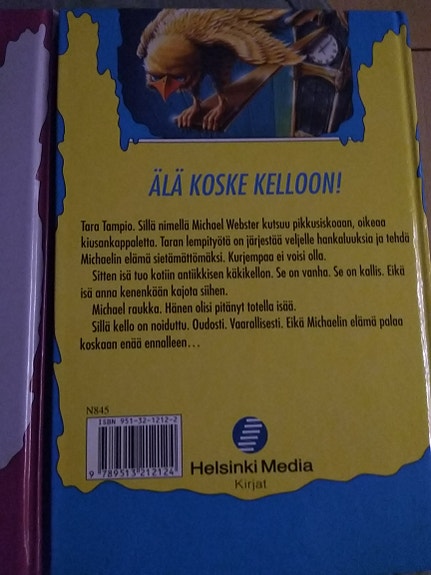 ÄLÄ KOSKE KELLOON!
Tara Tampio. Sillä nimellä Michael Webster kutsuu pikkusiskoaan, oikeaa
kiusankappaletta. Taran lempityötä on järjestää veljelle hankaluuksia ja tehdä
Michaelin elämä sietämättömäksi. Kurjempaa ei voisi olla.
Sitten isä tuo kotiin antiikkisen käkikellon. Se on vanha. Se on kallis. Eikä
isä anna kenenkään kajota siihen.
Michael raukka. Hänen olisi pitänyt totella isää.
Sillä kello on noiduttu. Oudosti. Vaarallisesti. Eikä Michaelin elämä palaa
koskaan enää ennalleen...
N845
ISBN 951-32-1212-2
9 789513 212124
Helsinki Media
Kirjat